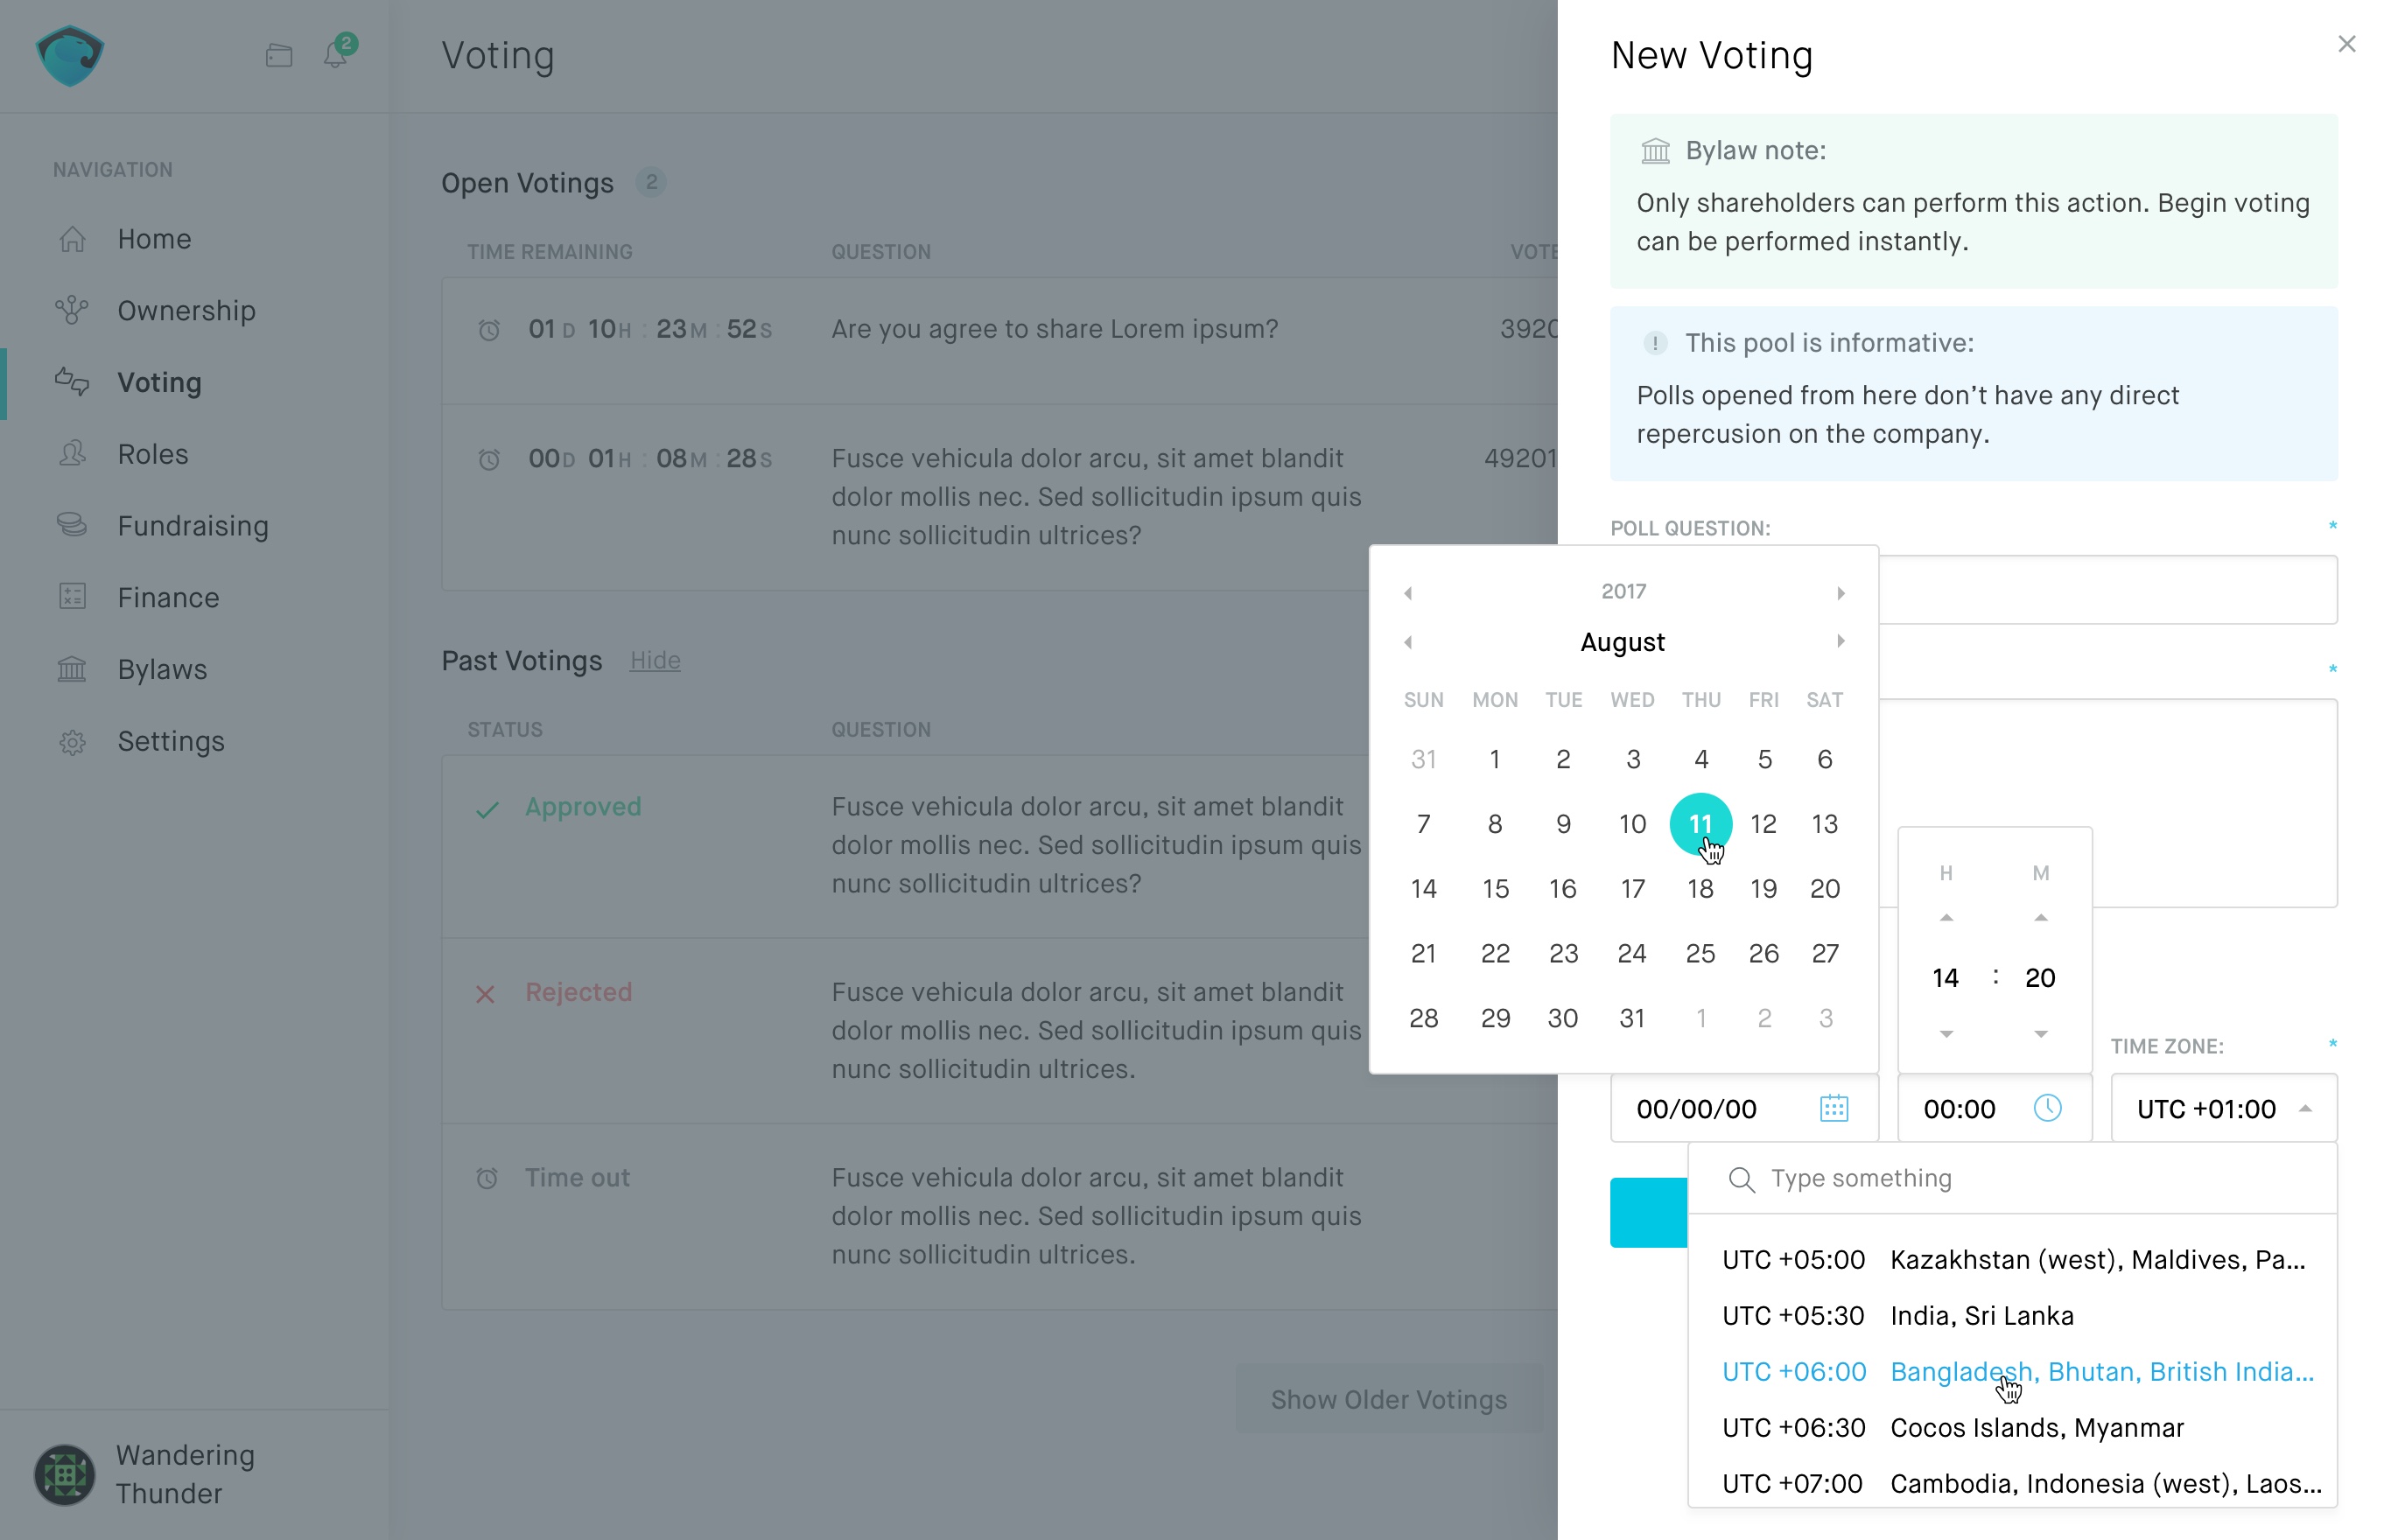 2
NAVIGATION
Home
Ownership
Voting
Roles
Fundraising
Finance
Bylaws
Settings
Wandering
Thunder
Voting
Open Votings 2
TIME REMAINING QUESTION VOTE
01 D 10H : 23M : 52S Are you agree to share Lorem ipsum? 3920
00D 01H : 08M : 28S Fusce vehicula dolor arcu, sit amet blandit 49201
dolor mollis nec. Sed sollicitudin ipsum quis
nunc sollicitudin ultrices?
Past Votings Hide
STATUS QUESTION
Approved Fusce vehicula dolor arcu, sit amet blandit
dolor mollis nec. Sed sollicitudin ipsum quis
nunc sollicitudin ultrices?
Rejected Fusce vehicula dolor arcu, sit amet blandit
dolor mollis nec. Sed sollicitudin ipsum quis
nunc sollicitudin ultrices.
Time out Fusce vehicula dolor arcu, sit amet blandit
dolor mollis nec. Sed sollicitudin ipsum quis
nunc sollicitudin ultrices.
Show Older Votings
New Voting
Bylaw note:
Only shareholders can perform this action. Begin voting
can be performed instantly.
! This pool is informative:
Polls opened from here don’t have any direct
repercusion on the company.
POLL QUESTION: *
*
2017
August
SUN MON TUE WED THU FRI SAT
31 1 2 3 4 5 6
7 8 9 10 11 12 13
14 15 16 17 18 19 20
21 22 23 24 25 26 27
28 29 30 31 1 2 3
H M
14 : 20
TIME ZONE: *
00/00/00 00:00 UTC +01:00
Type something
UTC +05:00 Kazakhstan (west), Maldives, Pa...
UTC +05:30 India, Sri Lanka
UTC +06:00 Bangladesh, Bhutan, British India...
UTC +06:30 Cocos Islands, Myanmar
UTC +07:00 Cambodia, Indonesia (west), Laos...